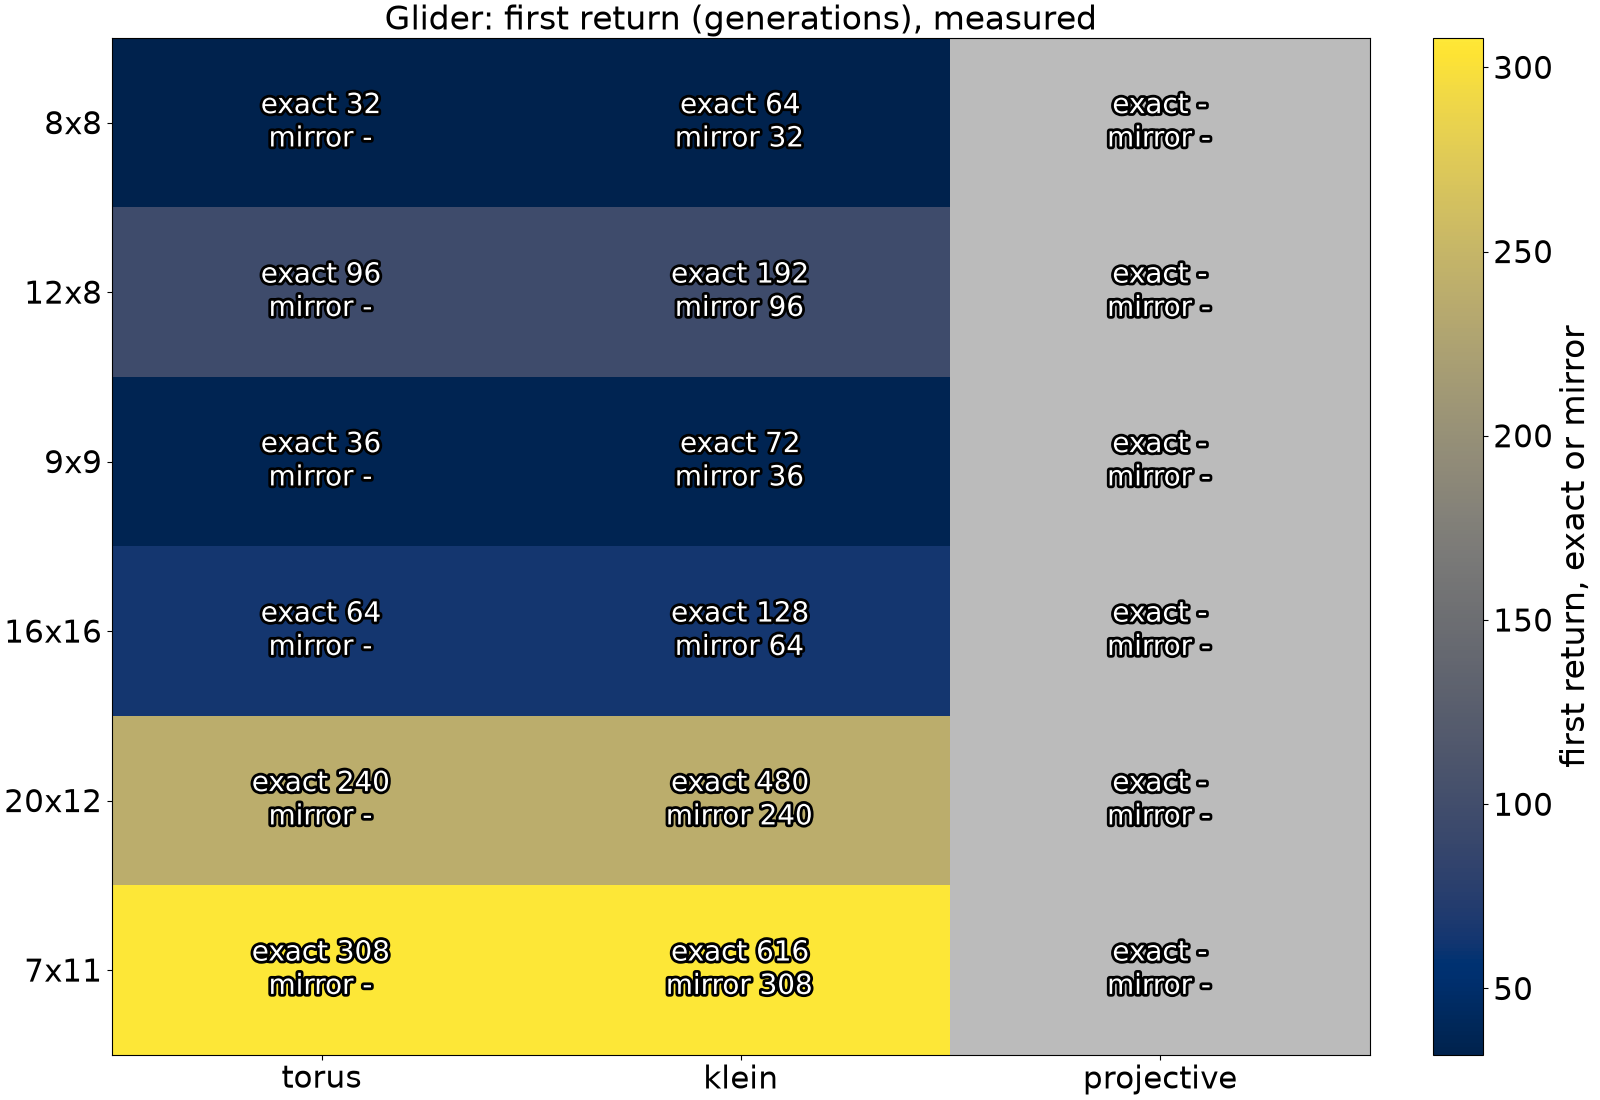 Glider: first return (generations), measured
8x8
exact 32
mirror -
exact 64
mirror 32
exact -
mirror -
12x8
exact 96
mirror -
exact 192
mirror 96
exact -
mirror -
9x9
exact 36
mirror -
exact 72
mirror 36
exact -
mirror -
16x16
exact 64
mirror -
exact 128
mirror 64
exact -
mirror -
20x12
exact 240
mirror -
exact 480
mirror 240
exact -
mirror -
7x11
exact 308
mirror -
exact 616
mirror 308
exact -
mirror -
torus
klein
projective
300
250
200
150
100
50
first return, exact or mirror